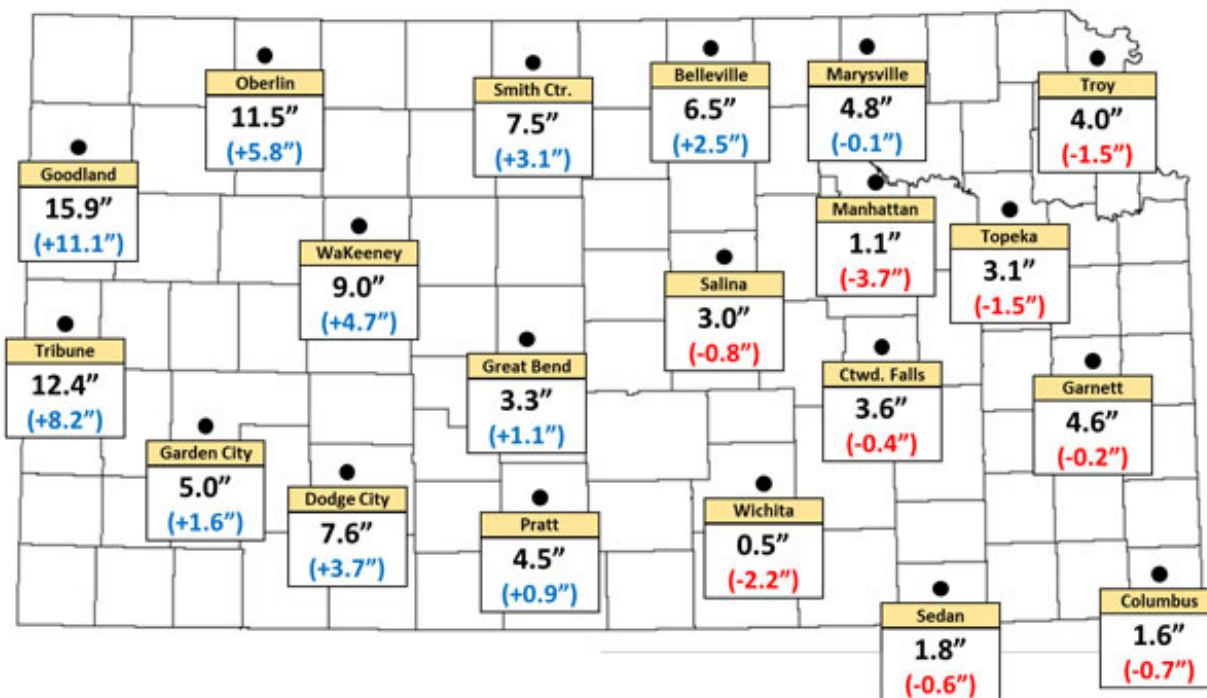 Oberlin
11.5”
(+5.8”)
Smith Ctr.
7.5”
(+3.1”)
Belleville
6.5”
(+2.5”)
Marysville
4.8”
(-0.1”)
Troy
4.0”
(-1.5”)
Goodland
15.9”
(+11.1”)
WaKeeney
9.0”
(+4.7”)
Manhattan
1.1”
(-3.7”)
Topeka
3.1”
(-1.5”)
Salina
3.0”
(-0.8”)
Tribune
12.4”
(+8.2”)
Great Bend
3.3”
(+1.1”)
Ctwd. Falls
3.6”
(-0.4”)
Garnett
4.6”
(-0.2”)
Garden City
5.0”
(+1.6”)
Dodge City
7.6”
(+3.7”)
Pratt
4.5”
(+0.9”)
Wichita
0.5”
(-2.2”)
Sedan
1.8”
(-0.6”)
Columbus
1.6”
(-0.7”)